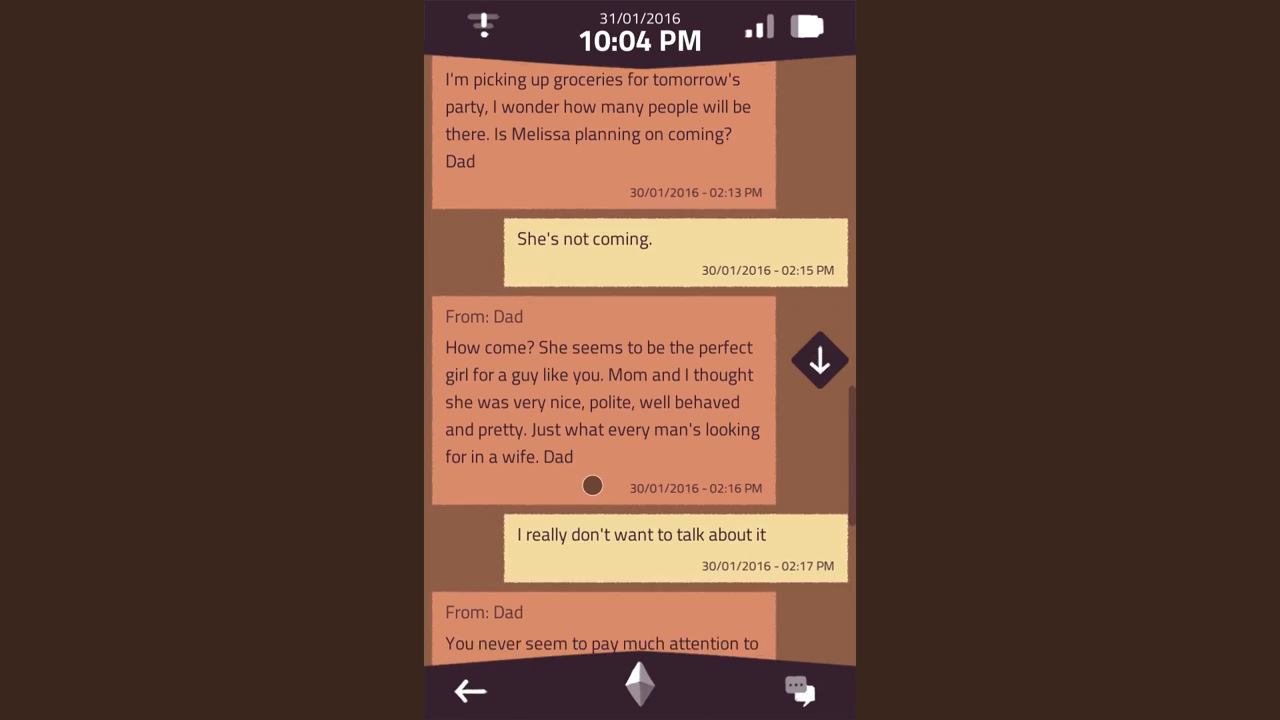 31/01/2016
10:04 PM
I'm picking up groceries for tomorrow's
party, I wonder how many people will be
there. Is Melissa planning on coming?
Dad
30/01/2016 - 02:13 PM
She's not coming.
30/01/2016 - 02:15 PM
From: Dad
How come? She seems to be the perfect
girl for a guy like you. Mom and I thought
she was very nice, polite, well behaved
and pretty. Just what every man's looking
for in a wife. Dad
30/01/2016 - 02:16 PM
I really don't want to talk about it
30/01/2016 - 02:17 PM
From: Dad
You never seem to pay much attention to